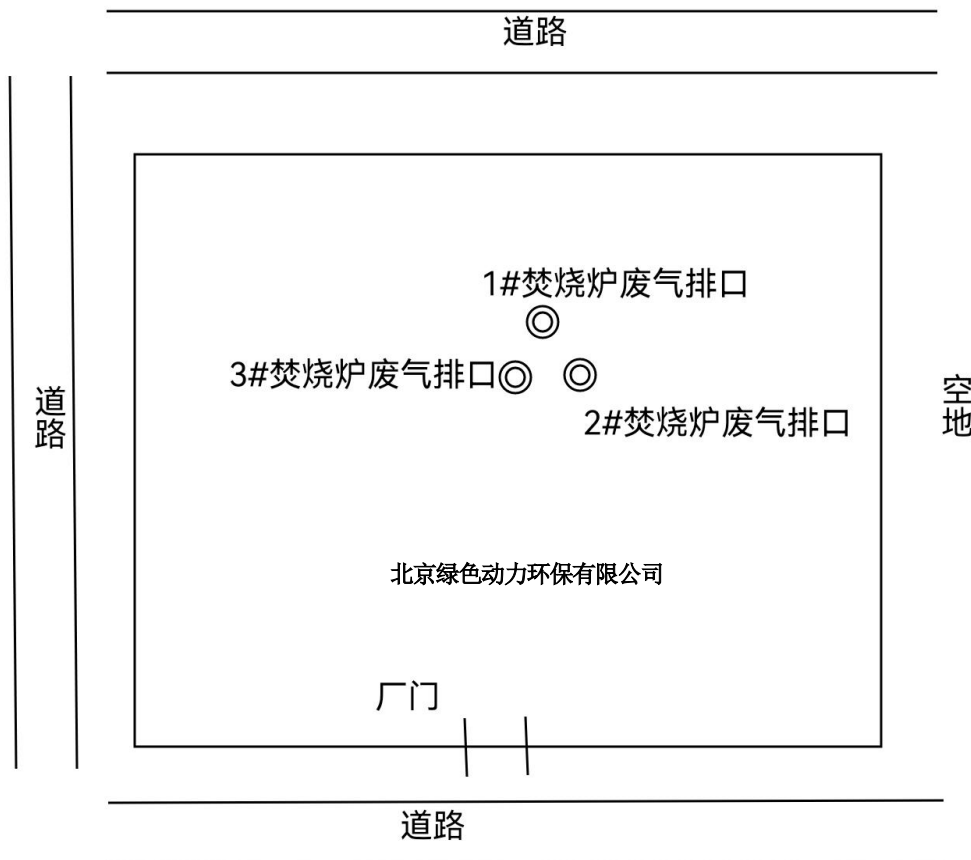 道路
1#焚烧炉废气排口
3#焚烧炉废气排口
2#焚烧炉废气排口
道路
空地
北京绿色动力环保有限公司
厂门
道路